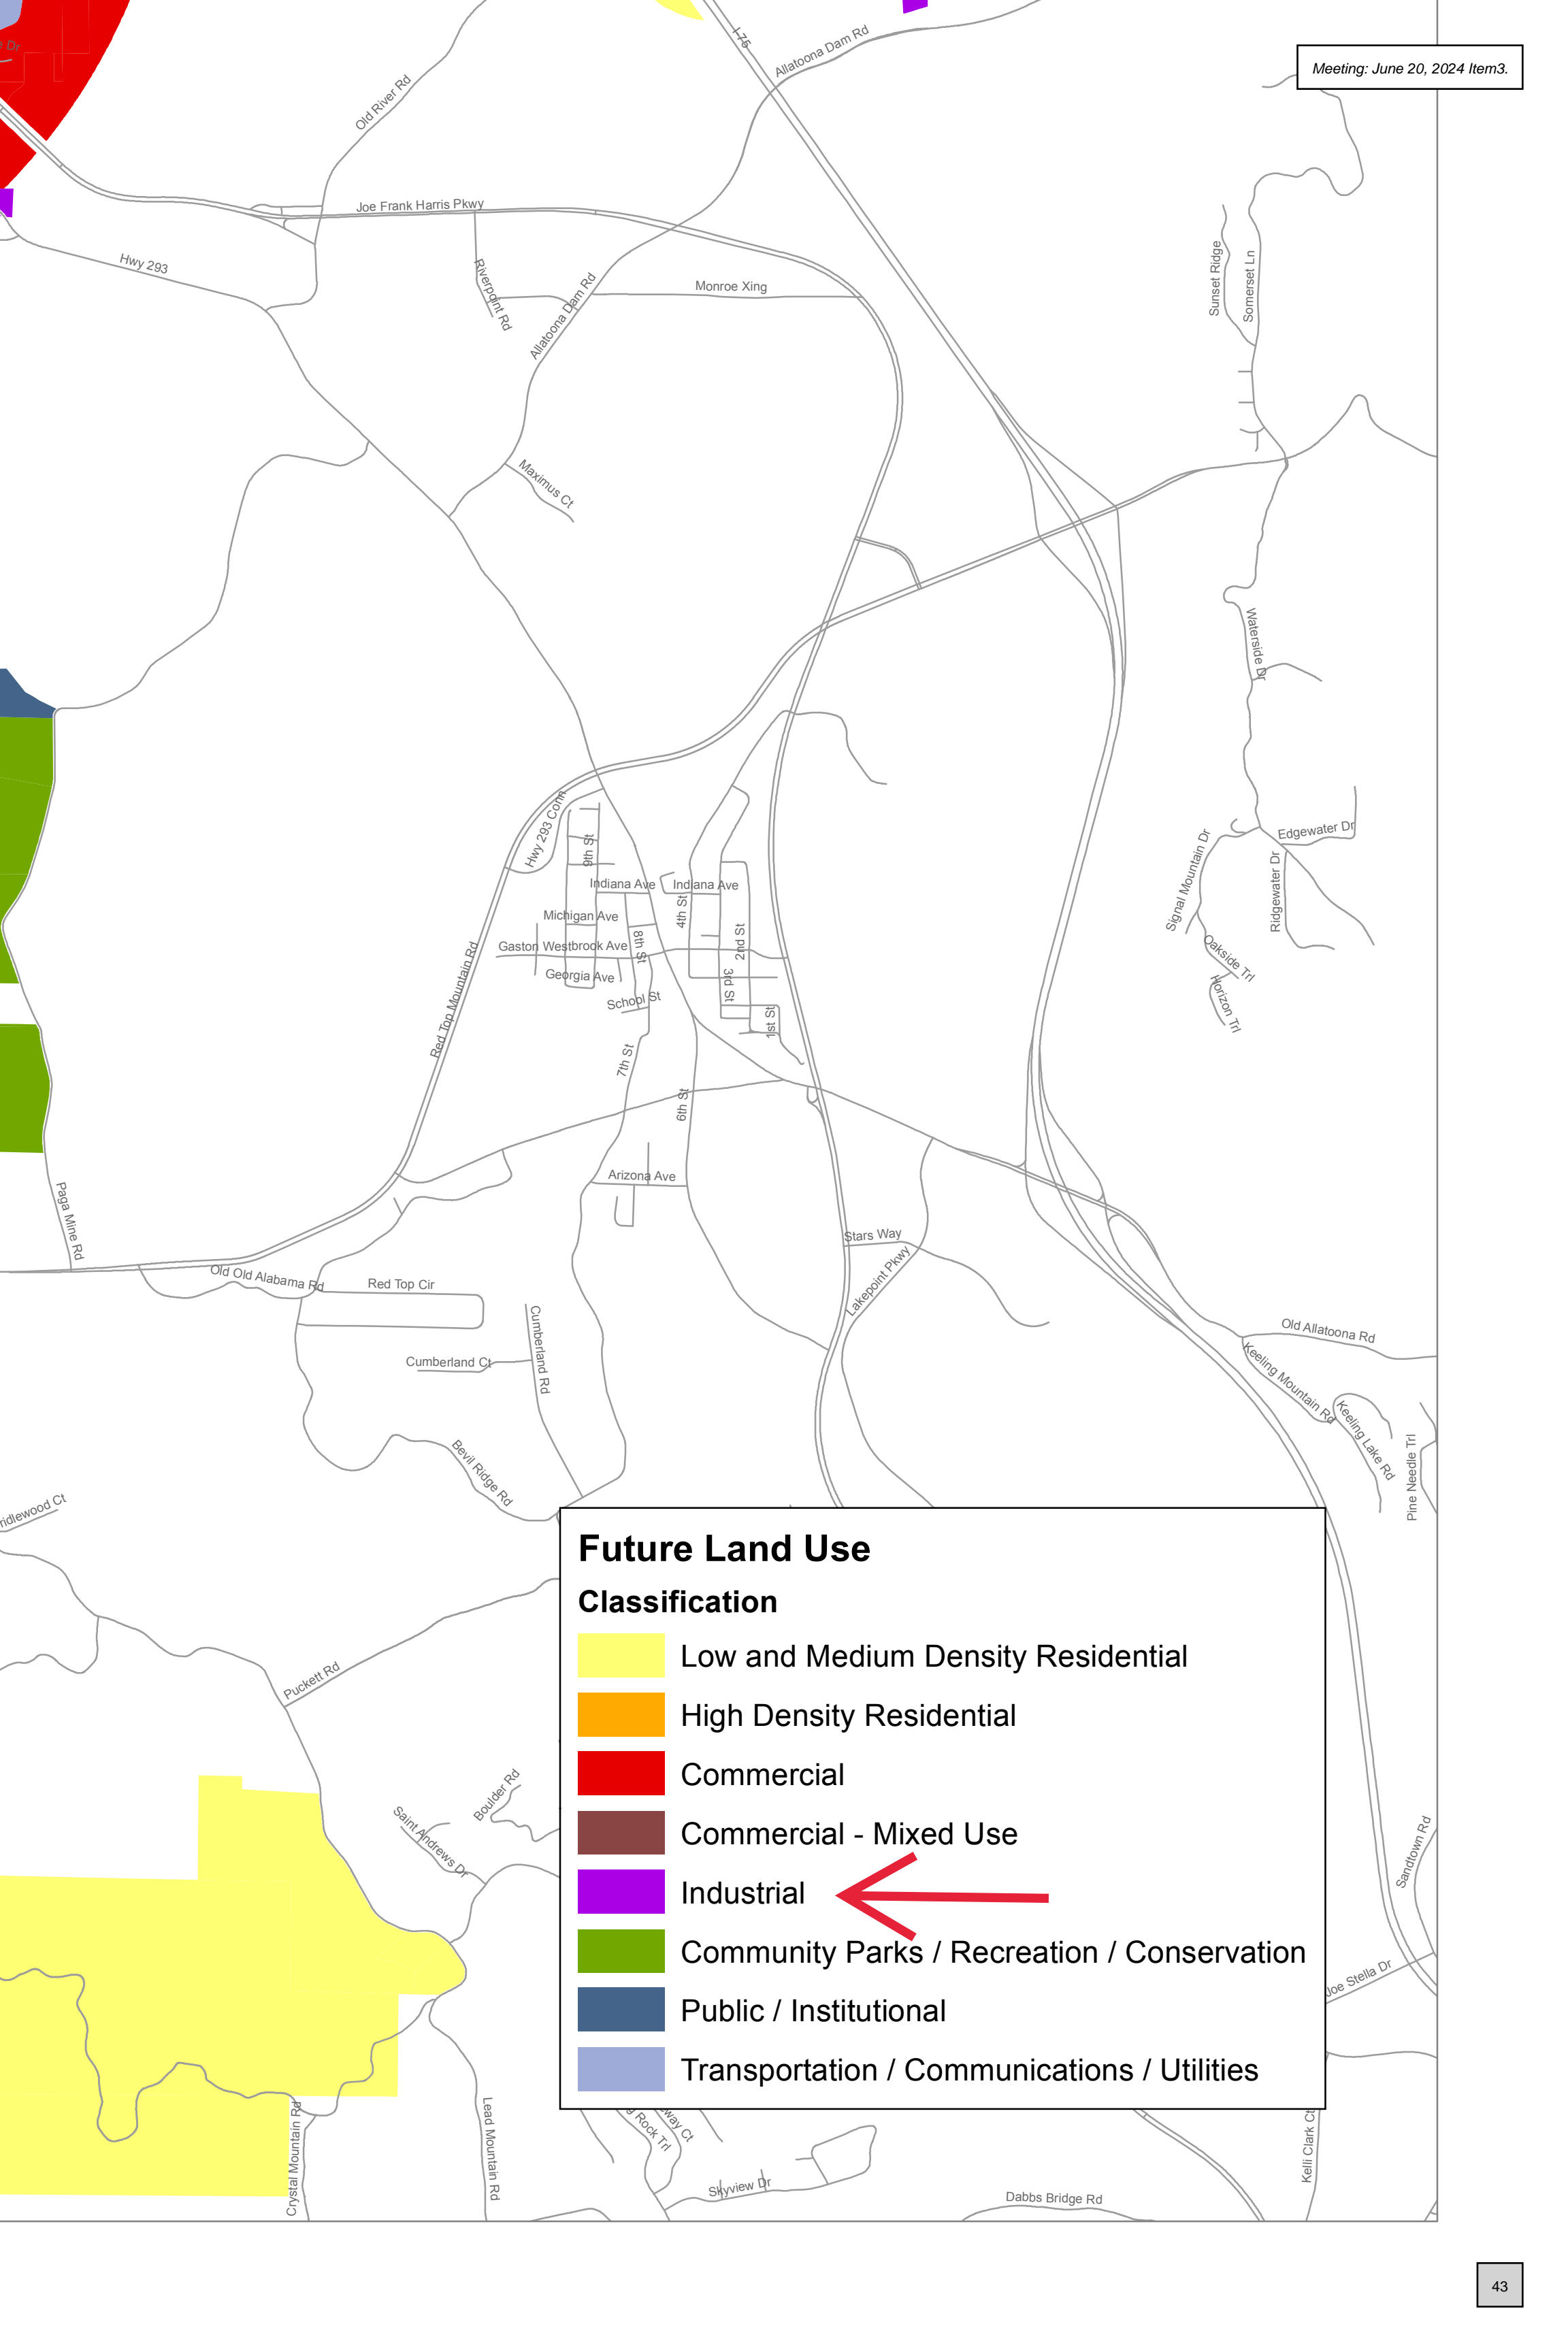 I-75
Allatoona Dam Rd
Meeting: June 20, 2024 Item3.
Dr
Old River Rd
Joe Frank Harris Pkwy
Hwy 293
Riverpoint Rd
Allatoona Dam Rd
Monroe Xing
Sunset Ridge
Somerset Ln
Maximus Ct
Waterside Dr
Hwy 293 Conn
9th St
Indiana Ave
Indiana Ave
Michigan Ave
4th St
Gaston Westbrook Ave
8th St
2nd St
Georgia Ave
3rd St
School St
1st St
Red Top Mountain Rd
7th St
6th St
Edgewater Dr
Signal Mountain Dr
Ridgewater Dr
Oakside Trl
Horizon Trl
Arizona Ave
Paga Mine Rd
Stars Way
Lakepoint Pkwy
Old Old Alabama Rd
Red Top Cir
Cumberland Rd
Cumberland Ct
Old Allatoona Rd
Keeling Mountain Rd
Keeling Lake Rd
Pine Needle Trl
Bevil Ridge Rd
ridlewood Ct
Puckett Rd
Boulder Rd
Saint Andrews Dr
Future Land Use
Classification
Low and Medium Density Residential
High Density Residential
Commercial
Commercial - Mixed Use
Industrial
Community Parks / Recreation / Conservation
Public / Institutional
Transportation / Communications / Utilities
Sandtown Rd
Joe Stella Dr
Crystal Mountain Rd
Lead Mountain Rd
g Rock Trl
way Ct
Skyview Dr
Dabbs Bridge Rd
Kelli Clark Ct
43